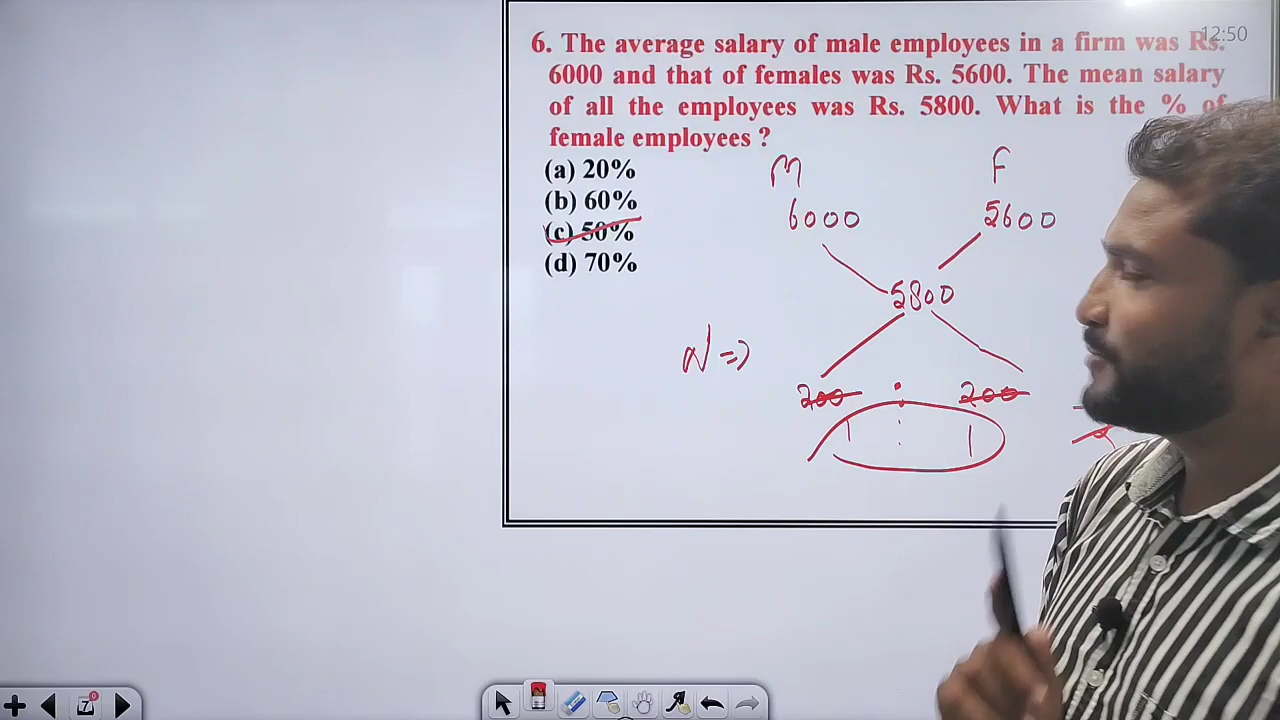 12:50
6. The average salary of male employees in a firm was Rs.
6000 and that of females was Rs. 5600. The mean salary
of all the employees was Rs. 5800. What is the % of
female employees ?
(a) 20%
(b) 60%
(c) 50%
(d) 70%
M F
6000 5600
5800
N =>
200 : 200
1 : 1
7